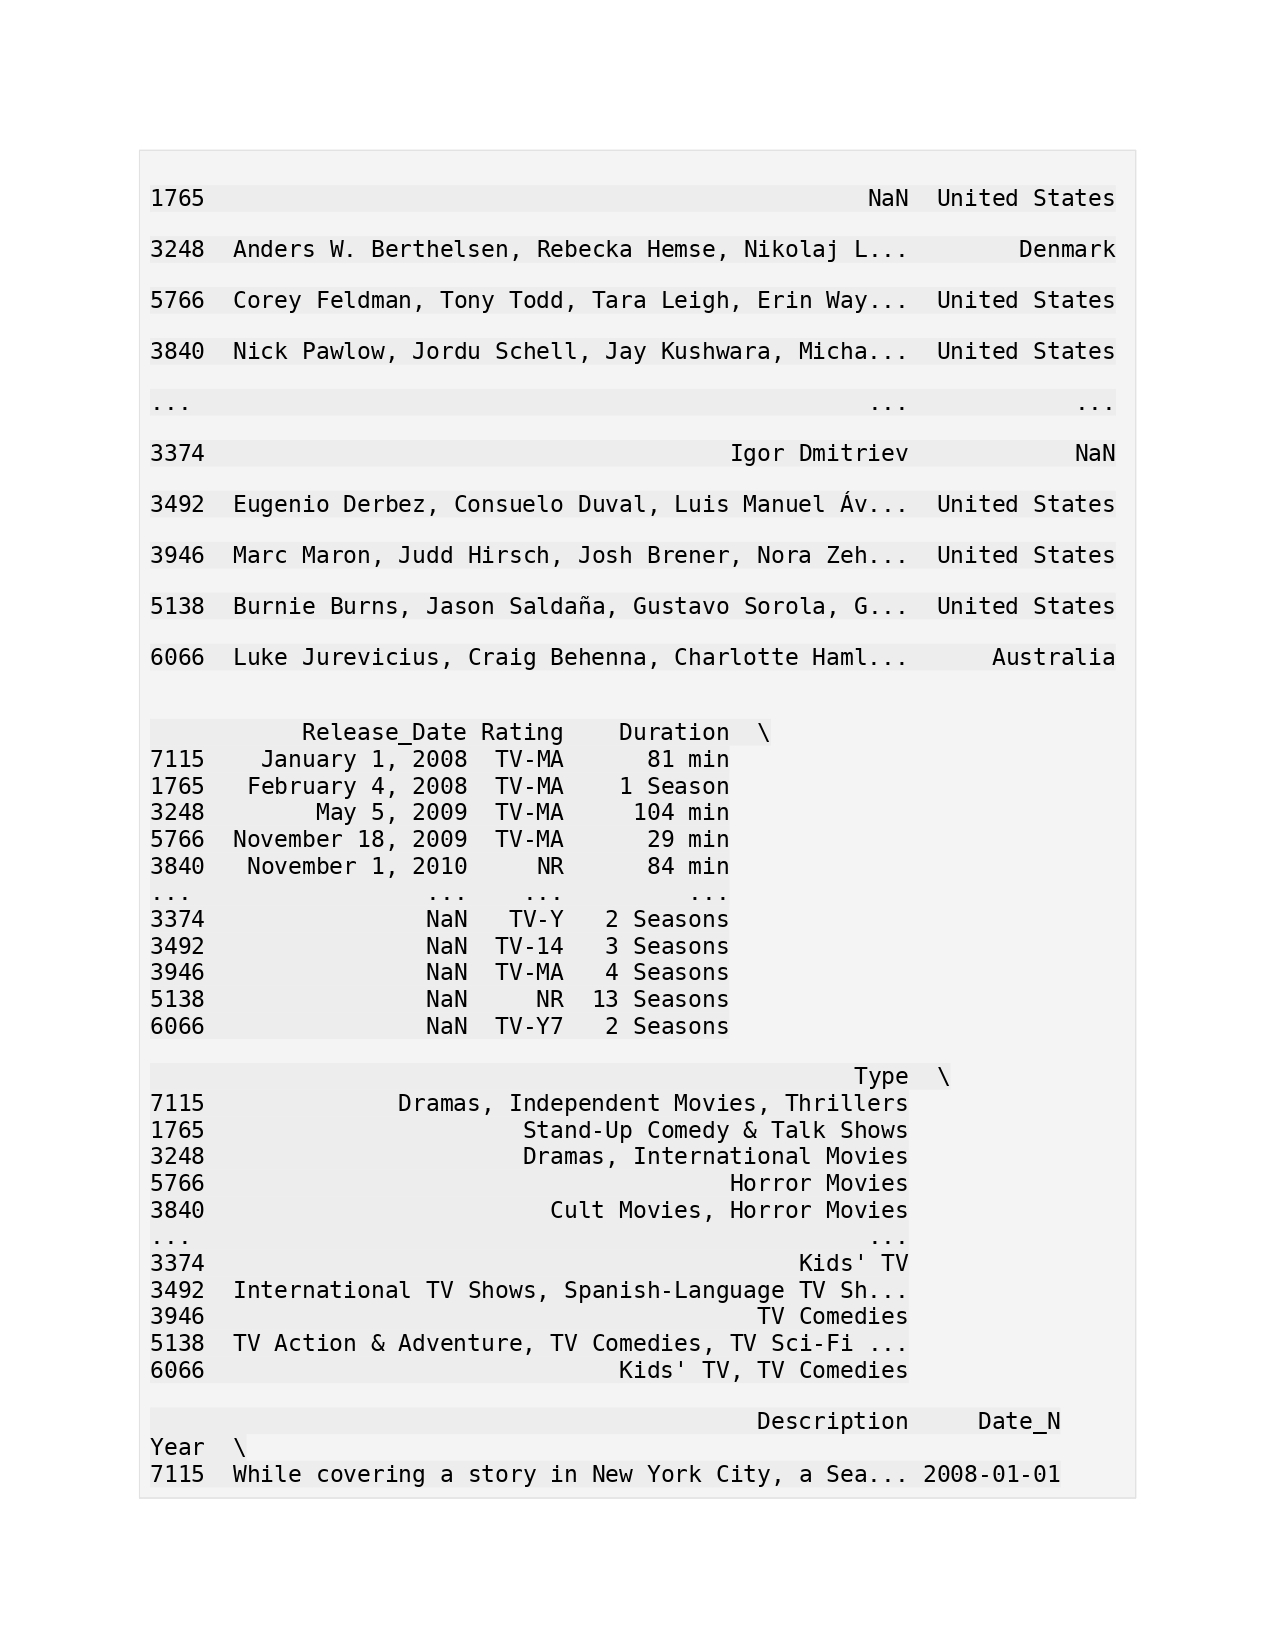 1765                                                NaN  United States
3248  Anders W. Berthelsen, Rebecka Hemse, Nikolaj L...        Denmark
5766  Corey Feldman, Tony Todd, Tara Leigh, Erin Way...  United States
3840  Nick Pawlow, Jordu Schell, Jay Kushwara, Micha...  United States
...                                                 ...            ...
3374                                      Igor Dmitriev            NaN
3492  Eugenio Derbez, Consuelo Duval, Luis Manuel Áv...  United States
3946  Marc Maron, Judd Hirsch, Josh Brener, Nora Zeh...  United States
5138  Burnie Burns, Jason Saldaña, Gustavo Sorola, G...  United States
6066  Luke Jurevicius, Craig Behenna, Charlotte Haml...      Australia
           Release_Date Rating    Duration  \
7115    January 1, 2008  TV-MA      81 min
1765   February 4, 2008  TV-MA    1 Season
3248        May 5, 2009  TV-MA     104 min
5766  November 18, 2009  TV-MA      29 min
3840   November 1, 2010     NR      84 min
...                 ...    ...         ...
3374                NaN   TV-Y   2 Seasons
3492                NaN  TV-14   3 Seasons
3946                NaN  TV-MA   4 Seasons
5138                NaN     NR  13 Seasons
6066                NaN  TV-Y7   2 Seasons
                                                   Type  \
7115                  Dramas, Independent Movies, Thrillers
1765                           Stand-Up Comedy & Talk Shows
3248                           Dramas, International Movies
5766                                          Horror Movies
3840                             Cult Movies, Horror Movies
...                                                 ...
3374                                           Kids' TV
3492  International TV Shows, Spanish-Language TV Sh...
3946                                        TV Comedies
5138  TV Action & Adventure, TV Comedies, TV Sci-Fi ...
6066                              Kids' TV, TV Comedies
                                            Description     Date_N
Year  \
7115  While covering a story in New York City, a Sea... 2008-01-01